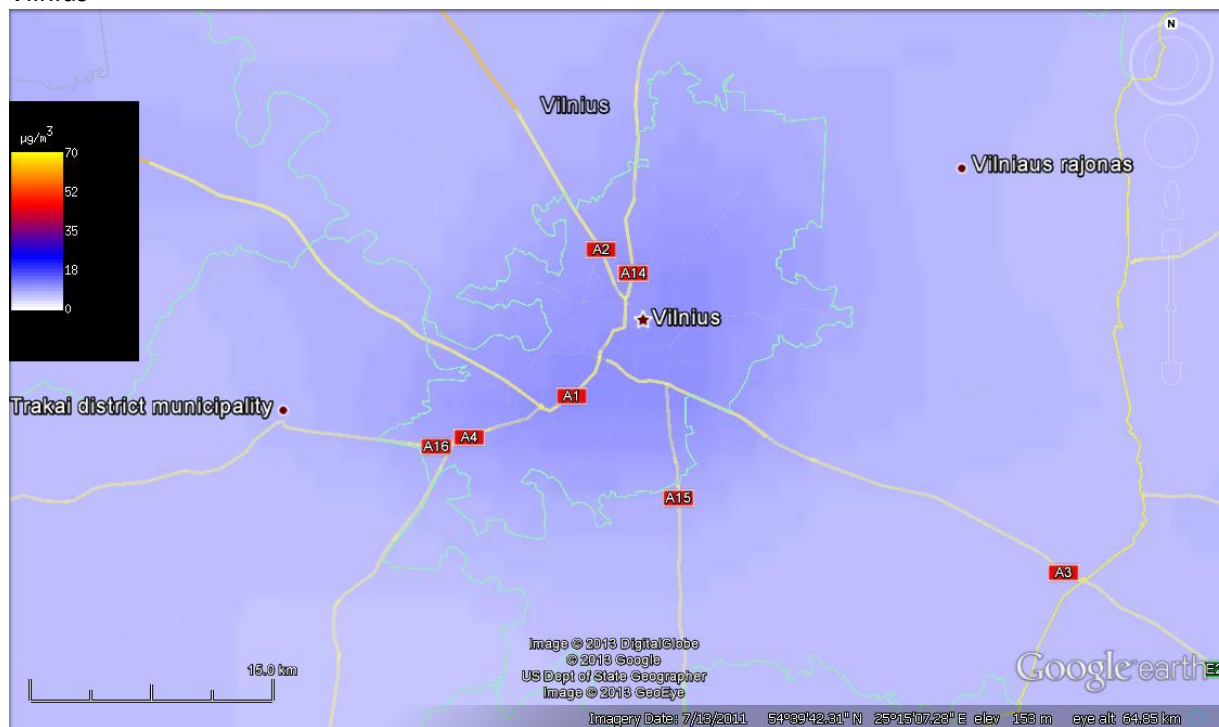 Vilnius
N
Vilnius
µg/m³
70
52
35
18
0
Vilniaus rajonas
A2
A14
Vilnius
Trakai district municipality
A1
A16
A4
A15
A3
15.0 km
Image © 2013 DigitalGlobe
© 2013 Google
US Dept of State Geographer
Image © 2013 GeoEye
Google earth
Imagery Date: 7/13/2011 54°39'42.31" N 25°15'07.28" E elev 153 m eye alt 64.85 km